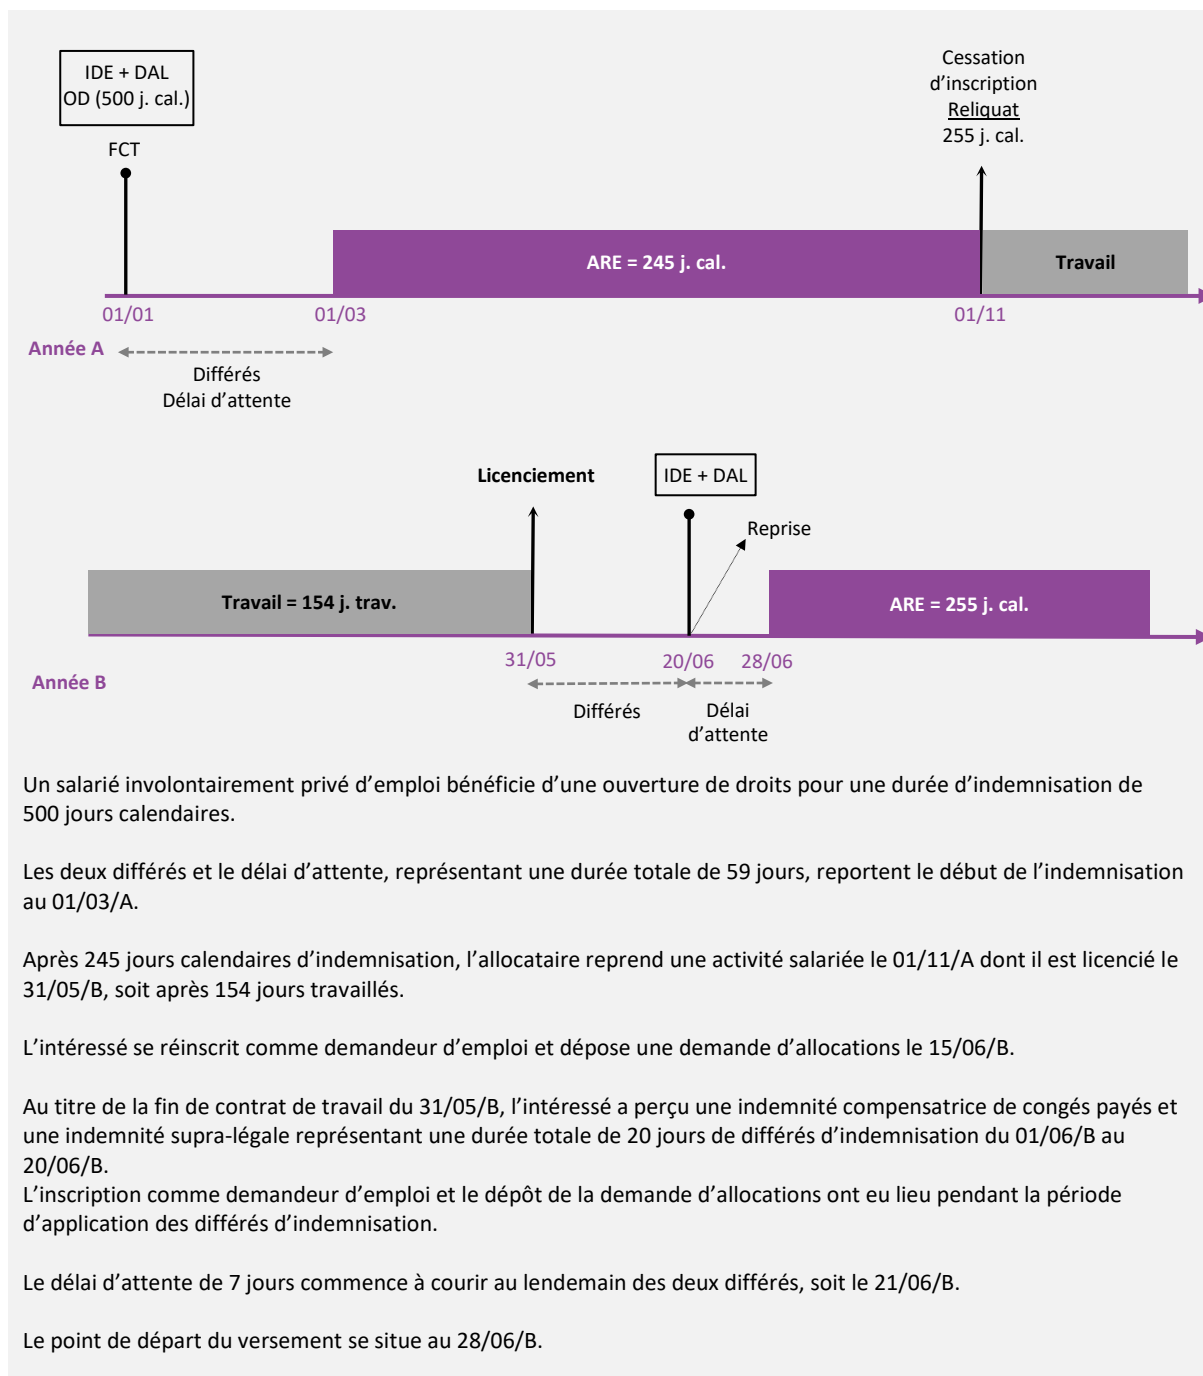 IDE + DAL
OD (500 j. cal.)
FCT
Cessation
d’inscription
Reliquat
255 j. cal.
ARE = 245 j. cal.
Travail
01/01
01/03
01/11
Année A
Différés
Délai d’attente
Licenciement
IDE + DAL
Reprise
Travail = 154 j. trav.
ARE = 255 j. cal.
31/05
20/06
28/06
Année B
Différés
Délai
d’attente
Un salarié involontairement privé d’emploi bénéficie d’une ouverture de droits pour une durée d’indemnisation de
500 jours calendaires.
Les deux différés et le délai d’attente, représentant une durée totale de 59 jours, reportent le début de l’indemnisation
au 01/03/A.
Après 245 jours calendaires d’indemnisation, l’allocataire reprend une activité salariée le 01/11/A dont il est licencié le
31/05/B, soit après 154 jours travaillés.
L’intéressé se réinscrit comme demandeur d’emploi et dépose une demande d’allocations le 15/06/B.
Au titre de la fin de contrat de travail du 31/05/B, l’intéressé a perçu une indemnité compensatrice de congés payés et
une indemnité supra-légale représentant une durée totale de 20 jours de différés d’indemnisation du 01/06/B au
20/06/B.
L’inscription comme demandeur d’emploi et le dépôt de la demande d’allocations ont eu lieu pendant la période
d’application des différés d’indemnisation.
Le délai d’attente de 7 jours commence à courir au lendemain des deux différés, soit le 21/06/B.
Le point de départ du versement se situe au 28/06/B.